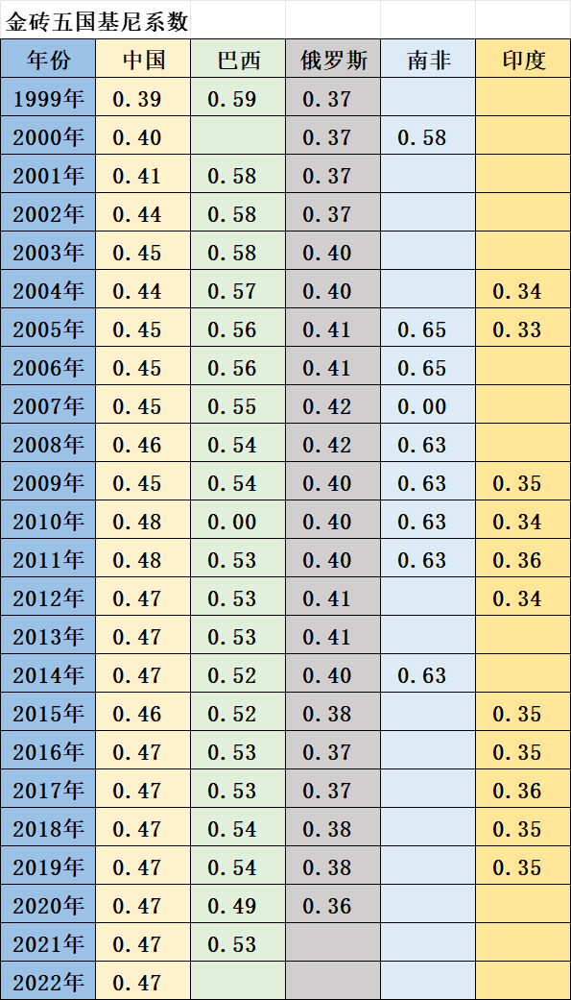 金砖五国基尼系数
年份 中国 巴西 俄罗斯 南非 印度
1999年 0.39 0.59 0.37
2000年 0.40 0.37 0.58
2001年 0.41 0.58 0.37
2002年 0.44 0.58 0.37
2003年 0.45 0.58 0.40
2004年 0.44 0.57 0.40 0.34
2005年 0.45 0.56 0.41 0.65 0.33
2006年 0.45 0.56 0.41 0.65
2007年 0.45 0.55 0.42 0.00
2008年 0.46 0.54 0.42 0.63
2009年 0.45 0.54 0.40 0.63 0.35
2010年 0.48 0.00 0.40 0.63 0.34
2011年 0.48 0.53 0.40 0.63 0.36
2012年 0.47 0.53 0.41 0.34
2013年 0.47 0.53 0.41
2014年 0.47 0.52 0.40 0.63
2015年 0.46 0.52 0.38 0.35
2016年 0.47 0.53 0.37 0.35
2017年 0.47 0.53 0.37 0.36
2018年 0.47 0.54 0.38 0.35
2019年 0.47 0.54 0.38 0.35
2020年 0.47 0.49 0.36
2021年 0.47 0.53
2022年 0.47